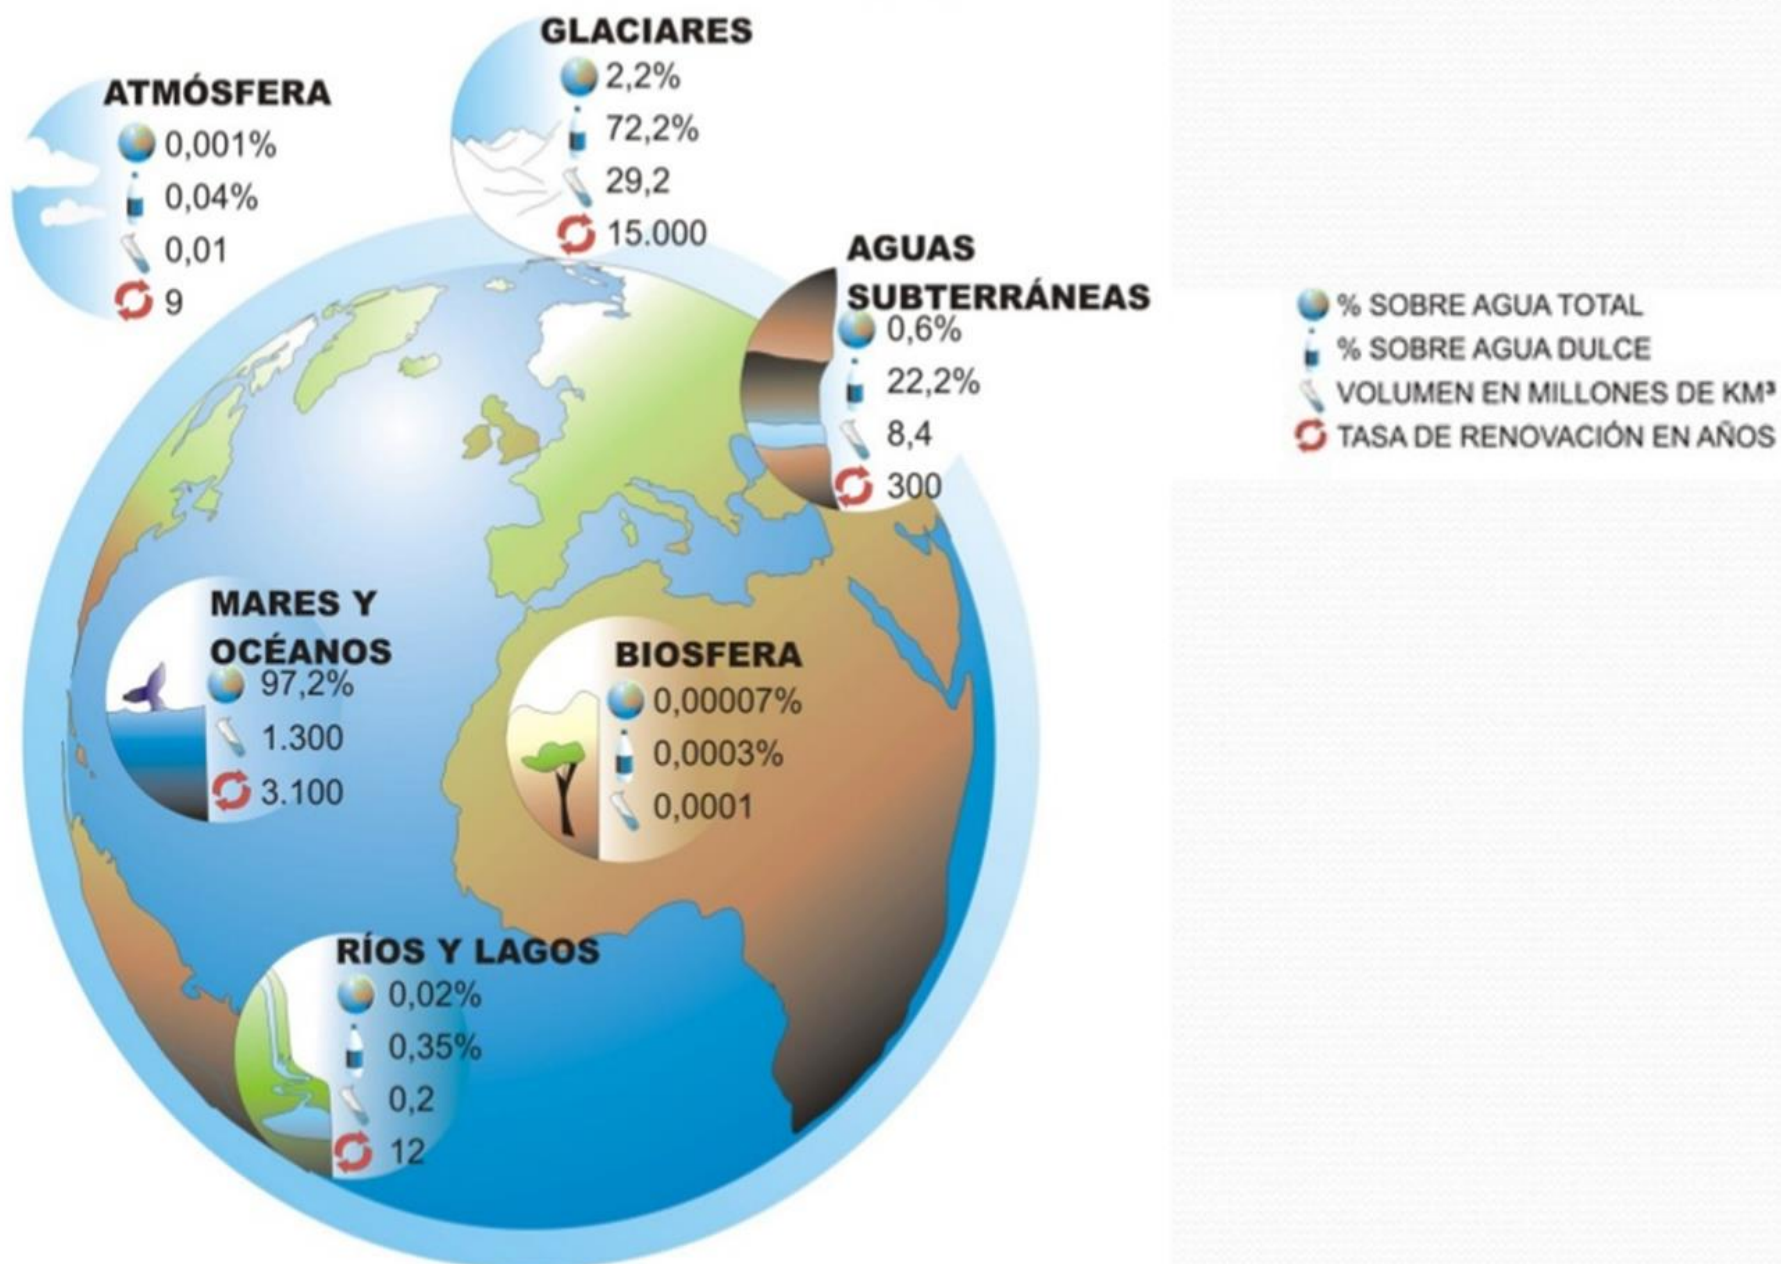 GLACIARES
2,2%
72,2%
29,2
15.000
ATMÓSFERA
0,001%
0,04%
0,01
9
AGUAS
SUBTERRÁNEAS
0,6%
22,2%
8,4
300
% SOBRE AGUA TOTAL
% SOBRE AGUA DULCE
VOLUMEN EN MILLONES DE KM³
TASA DE RENOVACIÓN EN AÑOS
MARES Y
OCÉANOS
97,2%
1.300
3.100
BIOSFERA
0,00007%
0,0003%
0,0001
RÍOS Y LAGOS
0,02%
0,35%
0,2
12